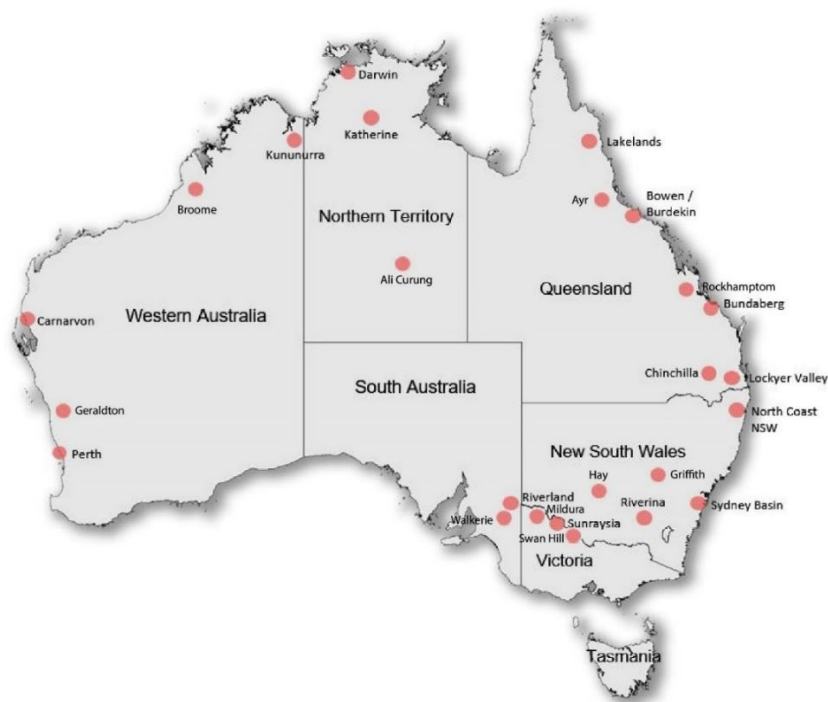 Darwin
Katherine
Lakelands
Kununurra
Broome
Ayr
Bowen /
Burdekin
Northern
Territory
Ali Curung
Queensland
Rockhamptom
Bundaberg
Carnarvon
Western Australia
Chinchilla
Lockyer Valley
South Australia
Geraldton
North Coast
NSW
Perth
New South Wales
Hay
Griffith
Riverland
Mildura
Riverina
Sydney Basin
Walkerie
Sunraysia
Swan Hill
Victoria
Tasmania